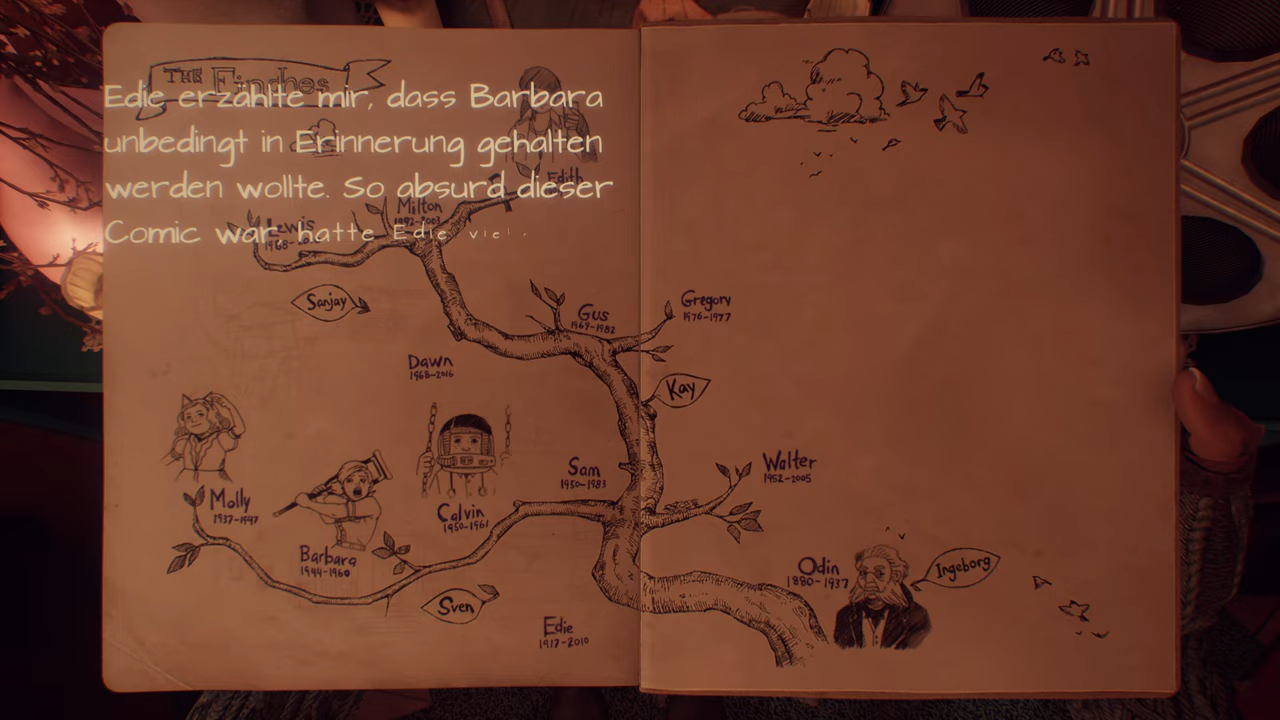 THE Finches
Edie erzählte mir, dass Barbara
unbedingt in Erinnerung gehalten
werden wollte. So absurd dieser
Comic war hatte Edie viel
Edith
Milton
1992-2003
Lewis
Sanjay
Gus
1969-1982
Gregory
1976-1977
Dawn
1968-2016
Kay
Sam
1950-1983
Walter
1952-2005
Molly
1937-1947
Calvin
1950-1961
Barbara
1944-1960
Odin
1880-1937
Ingeborg
Sven
Edie
1917-2010